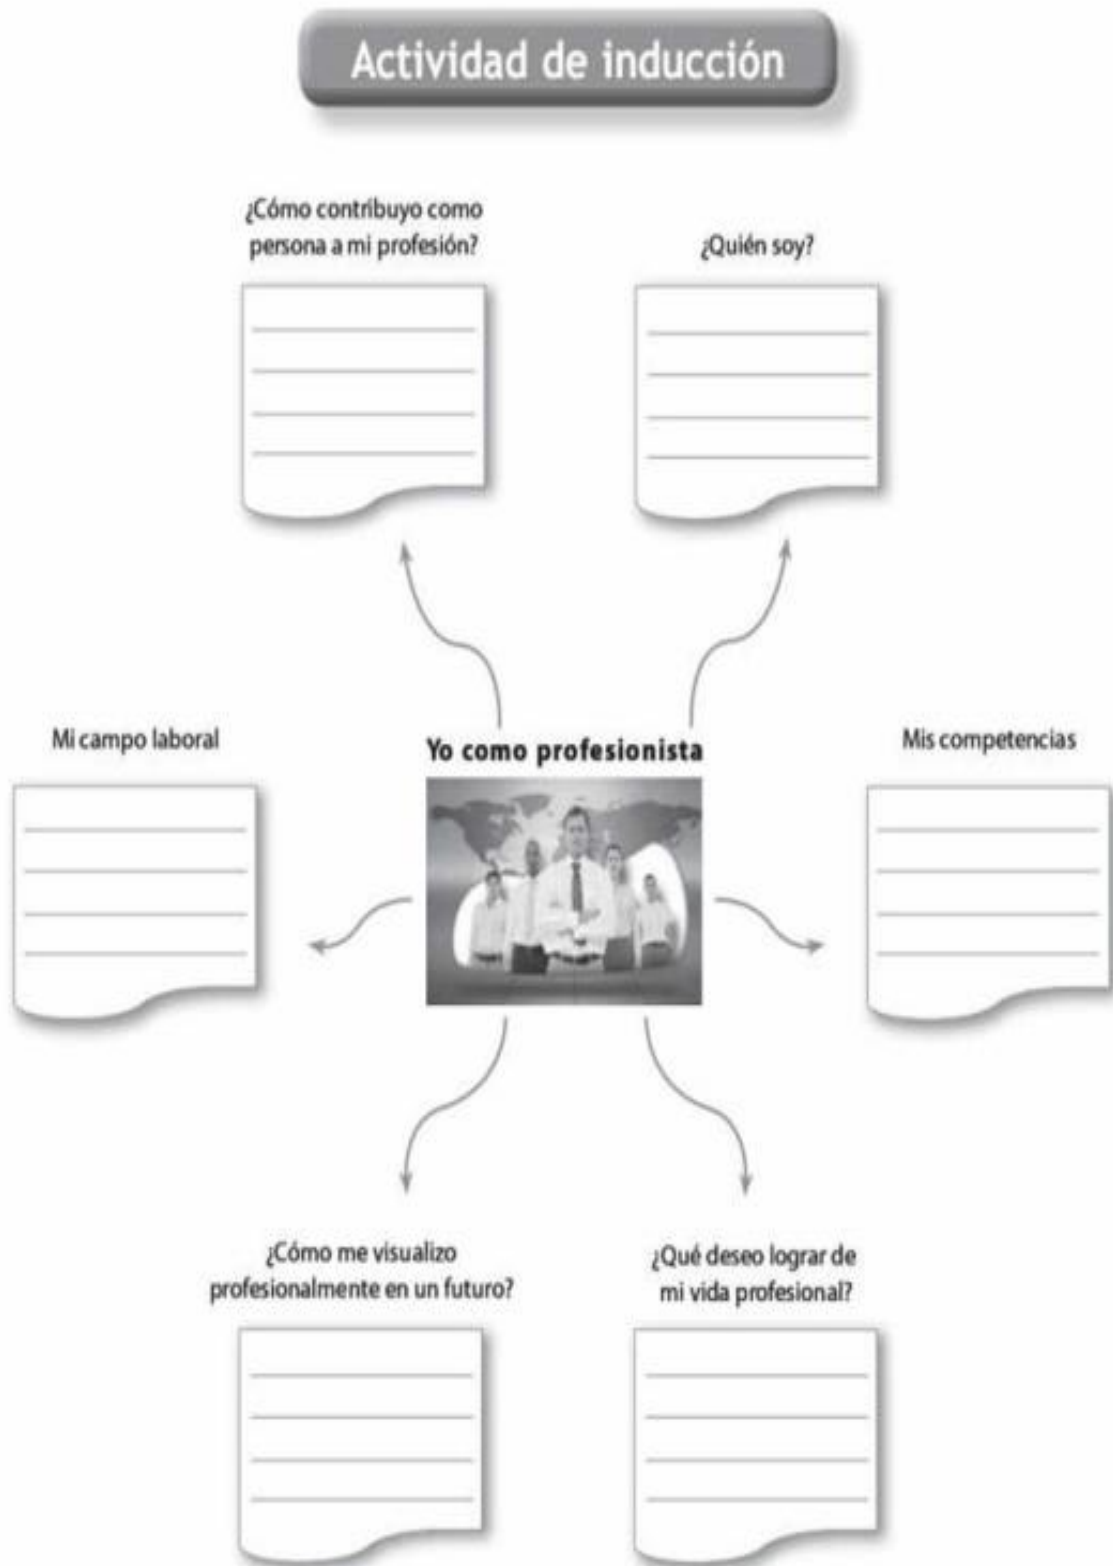 Actividad de inducción
¿Cómo contribuyo como
persona a mi profesión?
¿Quién soy?
Mi campo laboral
Yo como profesionista
Mis competencias
¿Cómo me visualizo
profesionalmente en un futuro?
¿Qué deseo lograr de
mi vida profesional?